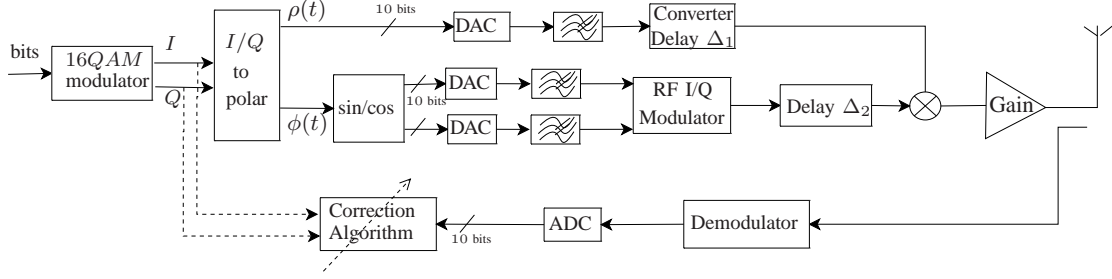 bits
16QAM
modulator
I
Q
I/Q
to
polar
ρ(t)
10 bits
DAC
Converter
Delay Δ1
ϕ(t)
sin/cos
10 bits
DAC
DAC
RF I/Q
Modulator
Delay Δ2
Gain
Correction
Algorithm
10 bits
ADC
Demodulator